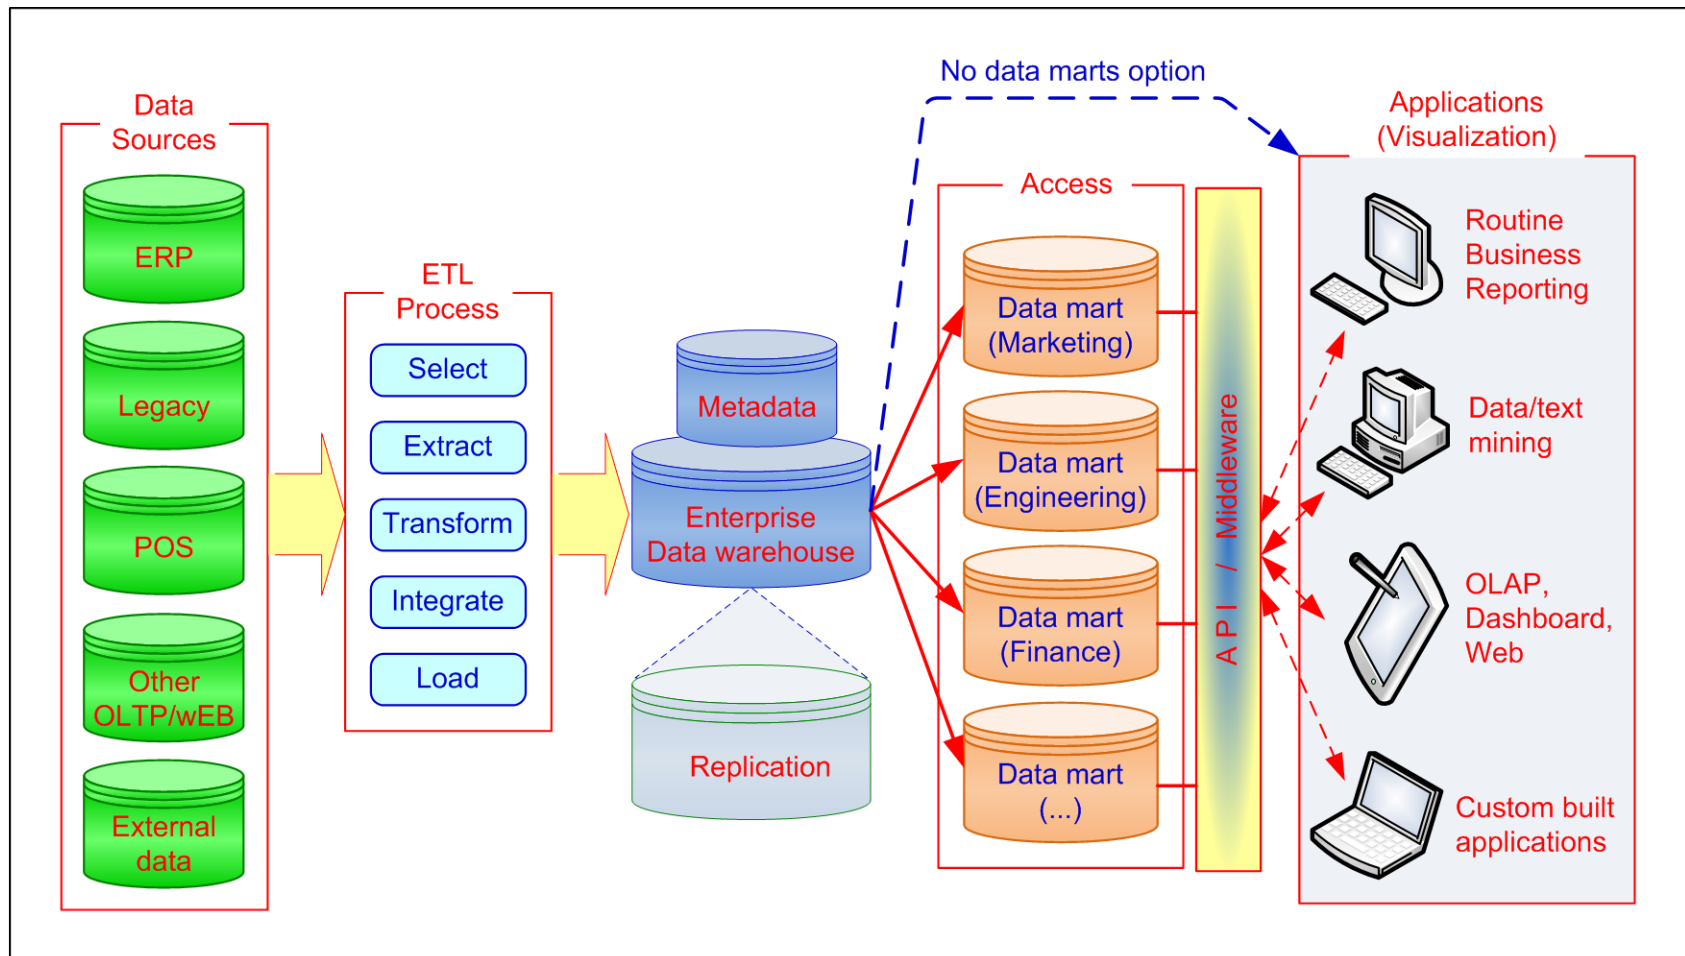 No data marts option
Data
Sources
ERP
Legacy
POS
Other
OLTP/wEB
External
data
ETL
Process
Select
Extract
Transform
Integrate
Load
Metadata
Enterprise
Data warehouse
Replication
Access
Data mart
(Marketing)
Data mart
(Engineering)
Data mart
(Finance)
Data mart
(...)
API / Middleware
Applications
(Visualization)
Routine
Business
Reporting
Data/text
mining
OLAP,
Dashboard,
Web
Custom built
applications